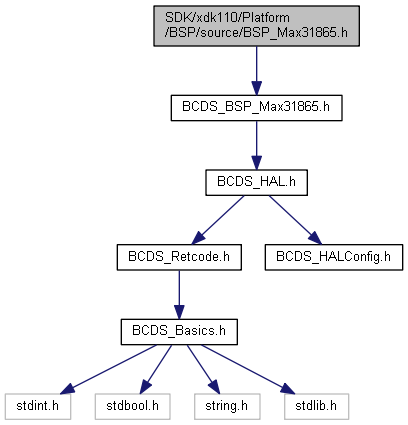 SDK/xdk110/Platform
/BSP/source/BSP_Max31865.h
BCDS_BSP_Max31865.h
BCDS_HAL.h
BCDS_Retcode.h
BCDS_HALConfig.h
BCDS_Basics.h
stdint.h
stdbool.h
string.h
stdlib.h